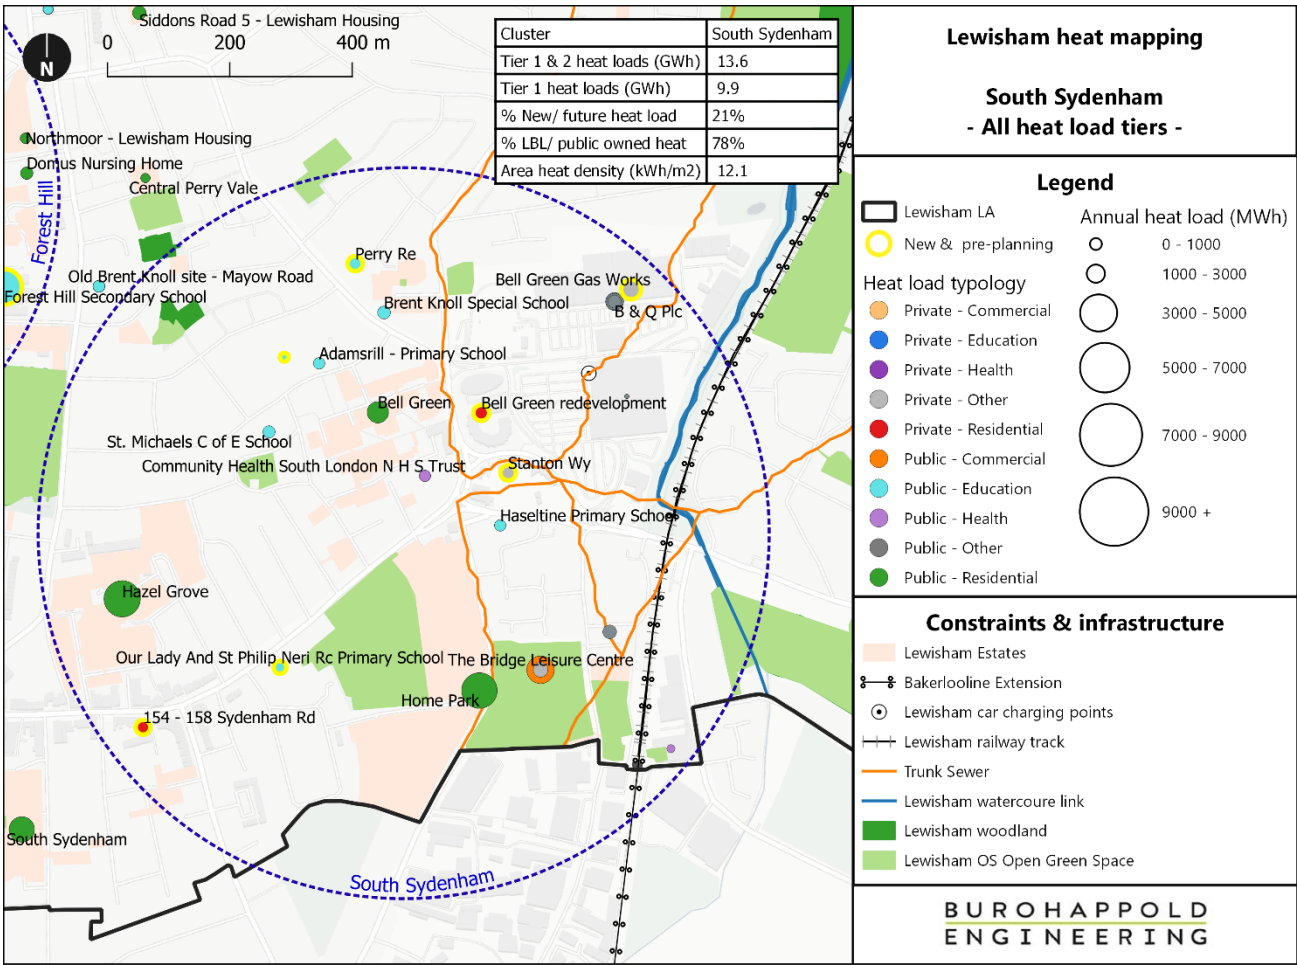 Siddons Road 5 - Lewisham Housing
N
0 200 400 m
Cluster South Sydenham
Tier 1 & 2 heat loads (GWh) 13.6
Tier 1 heat loads (GWh) 9.9
% New/ future heat load 21%
% LBL/ public owned heat 78%
Area heat density (kWh/m2) 12.1
Northmoor - Lewisham Housing
Domus Nursing Home
Central Perry Vale
Forest Hill
Perry Re
Old Brent Knoll site - Mayow Road
Forest Hill Secondary School
Bell Green Gas Works
Brent Knoll Special School
B & Q Plc
Adamsrill - Primary School
Bell Green
Bell Green redevelopment
St. Michaels C of E School
Community Health South London N H S Trust
Stanton Wy
Haseltine Primary School
Hazel Grove
Our Lady And St Philip Neri Rc Primary School
The Bridge Leisure Centre
Home Park
154 - 158 Sydenham Rd
South Sydenham
South Sydenham
Lewisham heat mapping
South Sydenham
- All heat load tiers -
Legend
Lewisham LA
New & pre-planning
Heat load typology
Private - Commercial
Private - Education
Private - Health
Private - Other
Private - Residential
Public - Commercial
Public - Education
Public - Health
Public - Other
Public - Residential
Annual heat load (MWh)
0 - 1000
1000 - 3000
3000 - 5000
5000 - 7000
7000 - 9000
9000 +
Constraints & infrastructure
Lewisham Estates
Bakerlooline Extension
Lewisham car charging points
Lewisham railway track
Trunk Sewer
Lewisham watercoure link
Lewisham woodland
Lewisham OS Open Green Space
BUROHAPPOLD
ENGINEERING